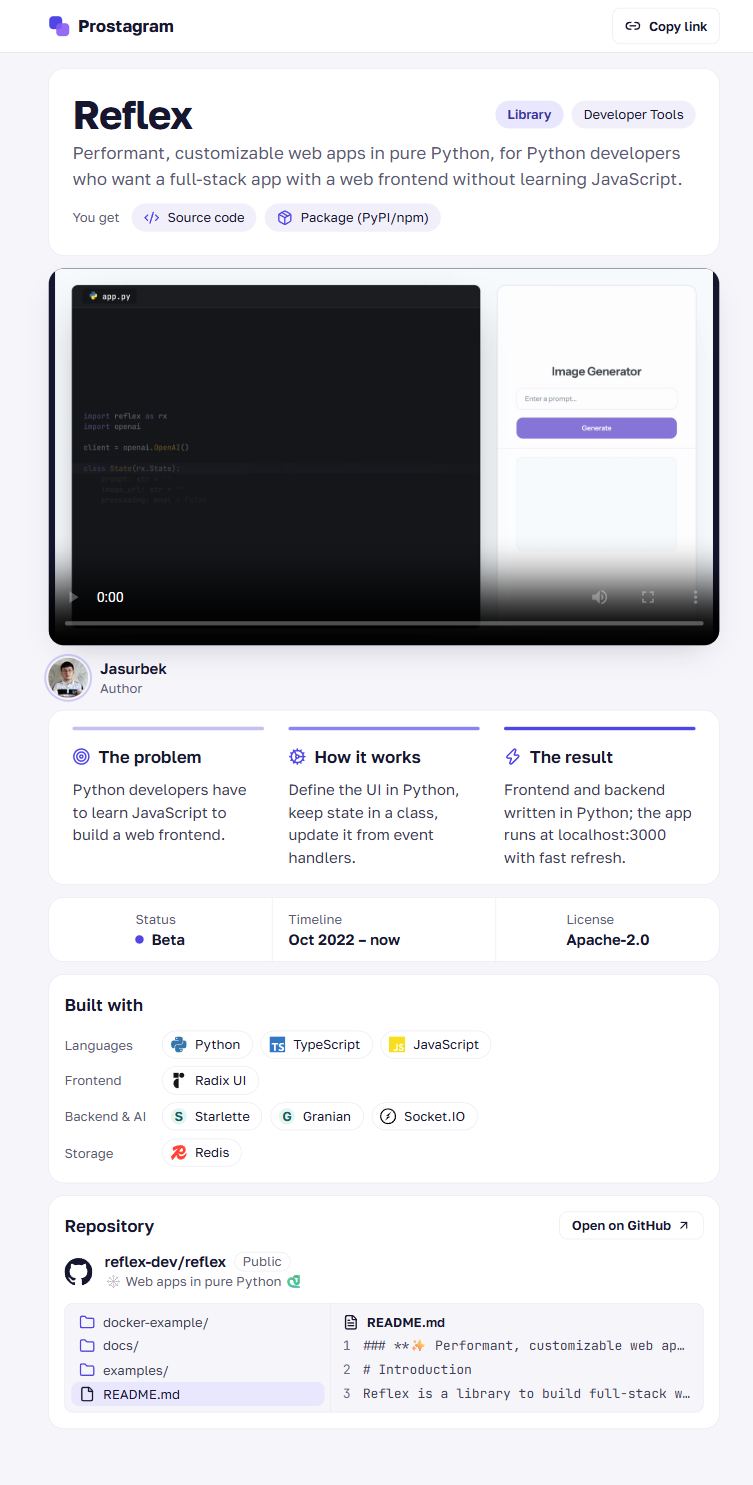 Prostagram
Copy link
Reflex
Library
Developer Tools
Performant, customizable web apps in pure Python, for Python developers
who want a full-stack app with a web frontend without learning JavaScript.
You get
Source code
Package (PyPI/npm)
app.py
import reflex as rx
import openai
client = openai.OpenAI()
class State(rx.State):
prompt: str = ""
image_url: str = ""
processing: bool = False
Image Generator
Enter a prompt...
Generate
0:00
Jasurbek
Author
The problem
Python developers have
to learn JavaScript to
build a web frontend.
How it works
Define the UI in Python,
keep state in a class,
update it from event
handlers.
The result
Frontend and backend
written in Python; the app
runs at localhost:3000
with fast refresh.
Status
Beta
Timeline
Oct 2022 – now
License
Apache-2.0
Built with
Languages
Python
TypeScript
JavaScript
Frontend
Radix UI
Backend & AI
Starlette
Granian
Socket.IO
Storage
Redis
Repository
Open on GitHub
reflex-dev/reflex
Public
🕸️ Web apps in pure Python 🐍
docker-example/
docs/
examples/
README.md
README.md
1 ### **✨ Performant, customizable web ap…
2 # Introduction
3 Reflex is a library to build full-stack w…